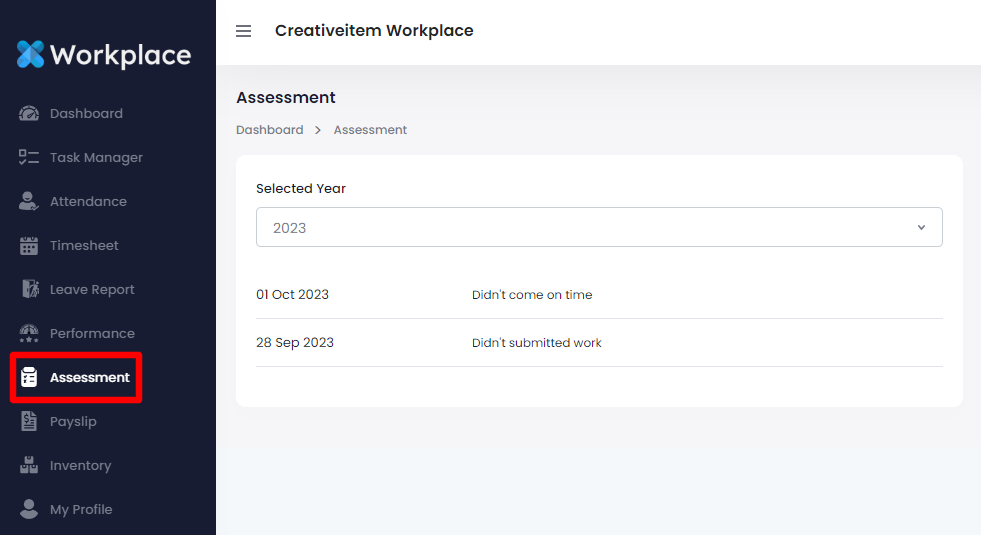 Workplace
Dashboard
Task Manager
Attendance
Timesheet
Leave Report
Performance
Assessment
Payslip
Inventory
My Profile
Creativeitem Workplace
Assessment
Dashboard > Assessment
Selected Year
2023
01 Oct 2023 Didn't come on time
28 Sep 2023 Didn't submitted work